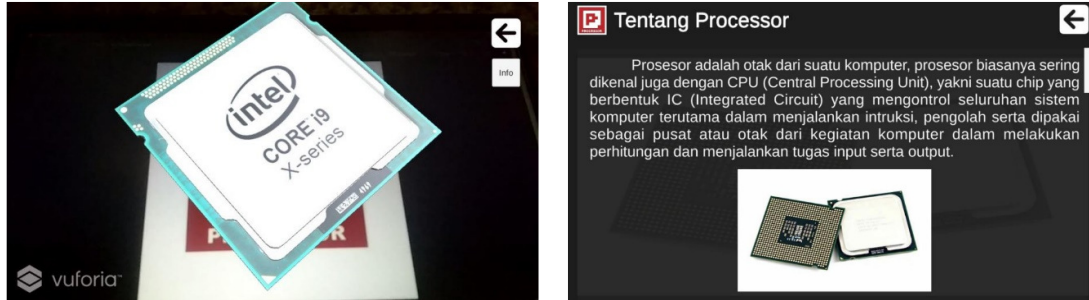 intel
CORE i9
X-series
Info
vuforia
Tentang Processor
Prosesor adalah otak dari suatu komputer, prosesor biasanya sering
dikenal juga dengan CPU (Central Processing Unit), yakni suatu chip yang
berbentuk IC (Integrated Circuit) yang mengontrol seluruhan sistem
komputer terutama dalam menjalankan intruksi, pengolah serta dipakai
sebagai pusat atau otak dari kegiatan komputer dalam melakukan
perhitungan dan menjalankan tugas input serta output.